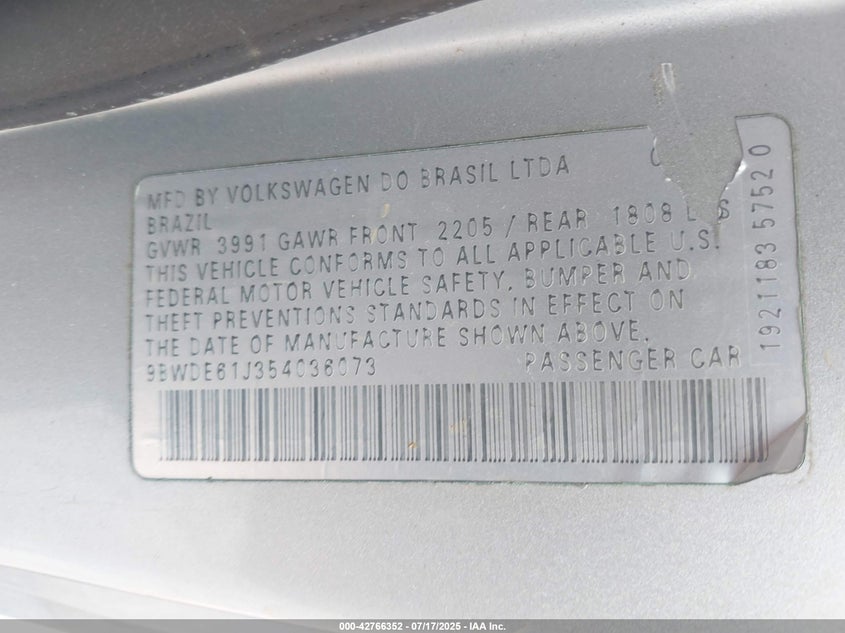 MFD BY VOLKSWAGEN DO BRASIL LTDA
BRAZIL
GVWR 3991 GAWR FRONT 2205 / REAR 1808
THIS VEHICLE CONFORMS TO ALL APPLICABLE U.S.
FEDERAL MOTOR VEHICLE SAFETY, BUMPER AND
THEFT PREVENTIONS STANDARDS IN EFFECT ON
THE DATE OF MANUFACTURE SHOWN ABOVE.
9BWDE61J354036073 PASSENGER CAR
1921183 5752 0
000-42766352 - 07/17/2025 - IAA Inc.